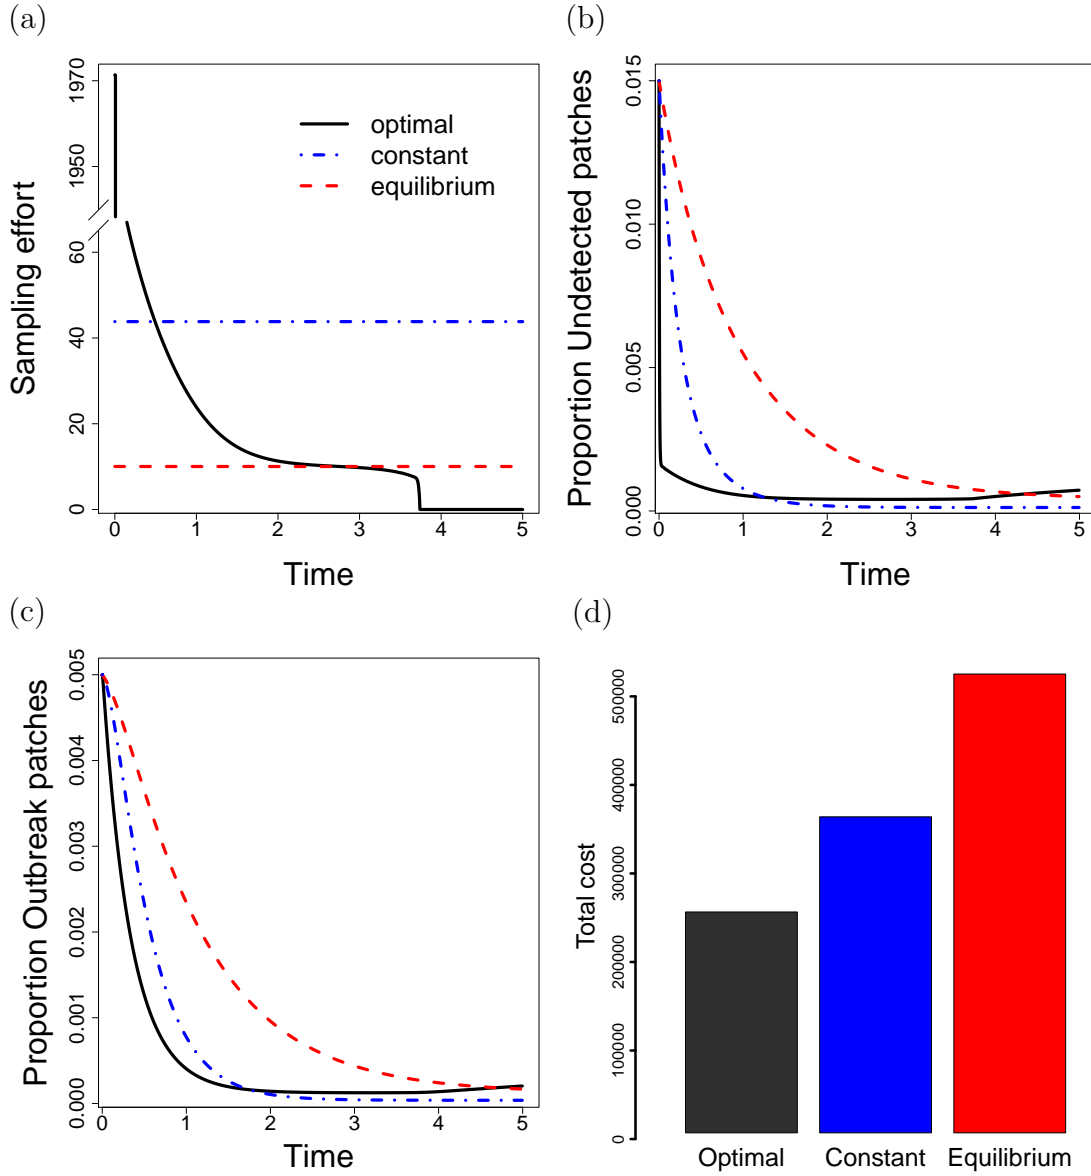 (a)
Sampling effort
1970
1950
60
40
20
0
optimal
constant
equilibrium
0 1 2 3 4 5
Time
(b)
Proportion Undetected patches
0.015
0.010
0.005
0.000
0 1 2 3 4 5
Time
(c)
Proportion Outbreak patches
0.005
0.004
0.003
0.002
0.001
0.000
0 1 2 3 4 5
Time
(d)
Total cost
500000
400000
300000
200000
100000
0
Optimal Constant Equilibrium